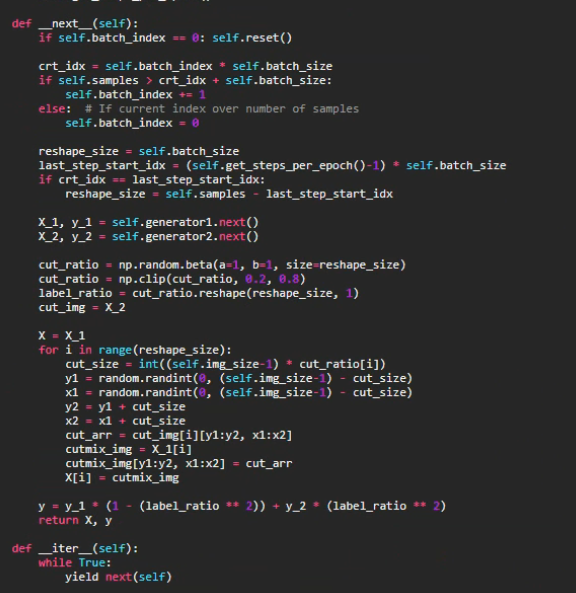 def __next__(self):
if self.batch_index == 0: self.reset()
crt_idx = self.batch_index * self.batch_size
if self.samples > crt_idx + self.batch_size:
self.batch_index += 1
else: # If current index over number of samples
self.batch_index = 0
reshape_size = self.batch_size
last_step_start_idx = (self.get_steps_per_epoch()-1) * self.batch_size
if crt_idx == last_step_start_idx:
reshape_size = self.samples - last_step_start_idx
X_1, y_1 = self.generator1.next()
X_2, y_2 = self.generator2.next()
cut_ratio = np.random.beta(a=1, b=1, size=reshape_size)
cut_ratio = np.clip(cut_ratio, 0.2, 0.8)
label_ratio = cut_ratio.reshape(reshape_size, 1)
cut_img = X_2
X = X_1
for i in range(reshape_size):
cut_size = int((self.img_size-1) * cut_ratio[i])
y1 = random.randint(0, (self.img_size-1) - cut_size)
x1 = random.randint(0, (self.img_size-1) - cut_size)
y2 = y1 + cut_size
x2 = x1 + cut_size
cut_arr = cut_img[i][y1:y2, x1:x2]
cutmix_img = X_1[i]
cutmix_img[y1:y2, x1:x2] = cut_arr
X[i] = cutmix_img
y = y_1 * (1 - (label_ratio ** 2)) + y_2 * (label_ratio ** 2)
return X, y
def __iter__(self):
while True:
yield next(self)